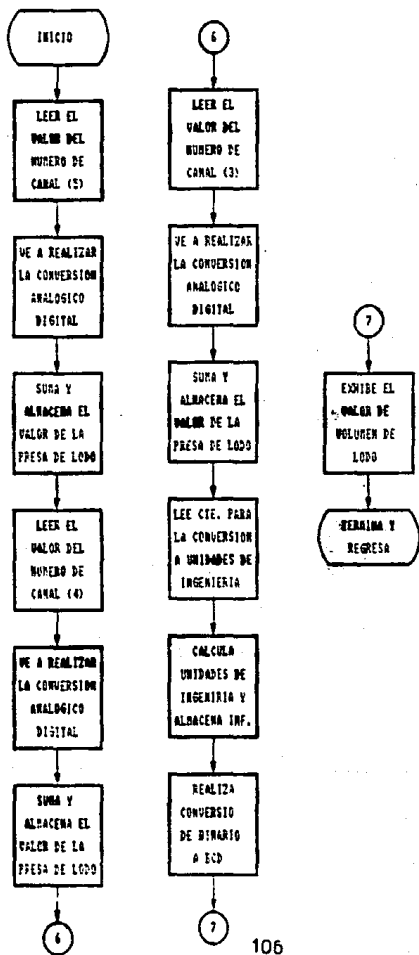 INICIO
LEER EL
VALOR DEL
NUMERO DE
CANAL (5)
VE A REALIZAR
LA CONVERSION
ANALOGICO
DIGITAL
SUMA Y
ALMACENA EL
VALOR DE LA
PRESA DE LODO
LEER EL
VALOR DEL
NUMERO DE
CANAL (4)
VE A REALIZAR
LA CONVERSION
ANALOGICO
DIGITAL
SUMA Y
ALMACENA EL
VALOR DE LA
PRESA DE LODO
6
6
LEER EL
VALOR DEL
NUMERO DE
CANAL (3)
VE A REALIZAR
LA CONVERSION
ANALOGICO
DIGITAL
SUMA Y
ALMACENA EL
VALOR DE LA
PRESA DE LODO
LEE CTE. PARA
LA CONVERSION
A UNIDADES DE
INGENIERIA
CALCULA
UNIDADES DE
INGENIRIA Y
ALMACENA INF.
REALIZA
CONVERSIO
DE BINARIO
A BCD
7
7
EXHIBE EL
VALOR DE
VOLUMEN DE
LODO
TERMINA Y
REGRESA
106